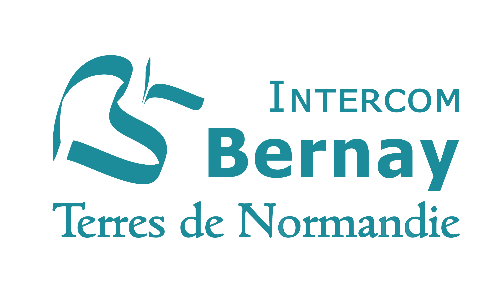 INTERCOM
Bernay
Terres de Normandie